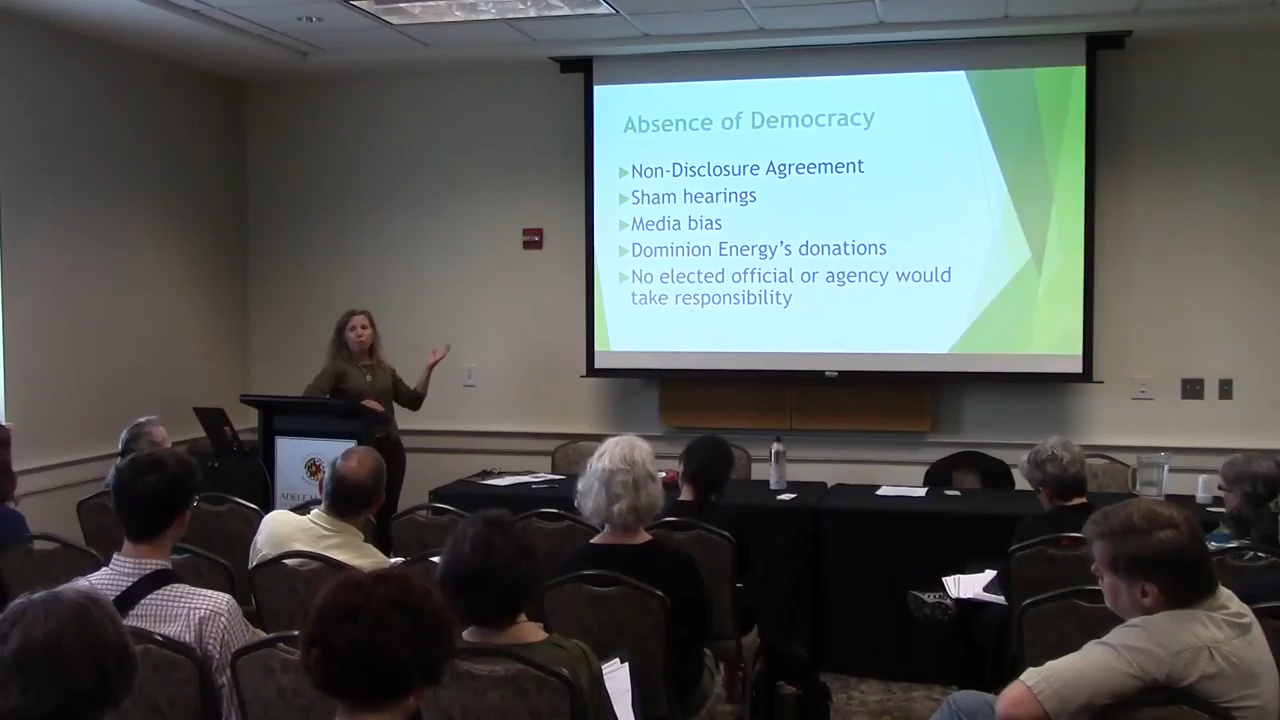 Absence of Democracy
Non-Disclosure Agreement
Sham hearings
Media bias
Dominion Energy's donations
No elected official or agency would
take responsibility
ADELE H